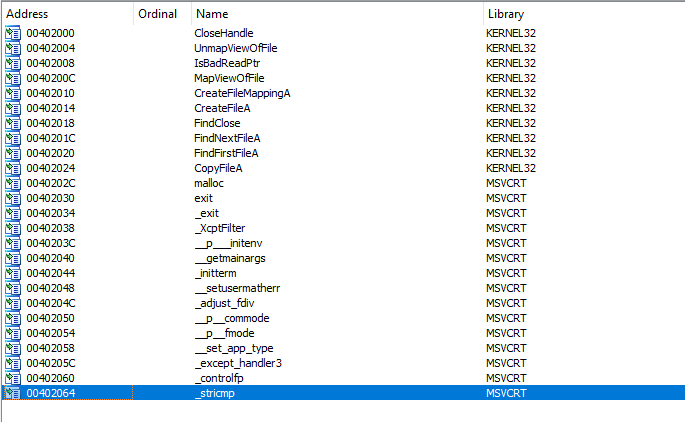 Address Ordinal Name Library
00402000 CloseHandle KERNEL32
00402004 UnmapViewOfFile KERNEL32
00402008 IsBadReadPtr KERNEL32
0040200C MapViewOfFile KERNEL32
00402010 CreateFileMappingA KERNEL32
00402014 CreateFileA KERNEL32
00402018 FindClose KERNEL32
0040201C FindNextFileA KERNEL32
00402020 FindFirstFileA KERNEL32
00402024 CopyFileA KERNEL32
0040202C malloc MSVCRT
00402030 exit MSVCRT
00402034 _exit MSVCRT
00402038 _XcptFilter MSVCRT
0040203C __p___initenv MSVCRT
00402040 __getmainargs MSVCRT
00402044 _initterm MSVCRT
00402048 __setusermatherr MSVCRT
0040204C _adjust_fdiv MSVCRT
00402050 __p__commode MSVCRT
00402054 __p__fmode MSVCRT
00402058 __set_app_type MSVCRT
0040205C _except_handler3 MSVCRT
00402060 _controlfp MSVCRT
00402064 _stricmp MSVCRT